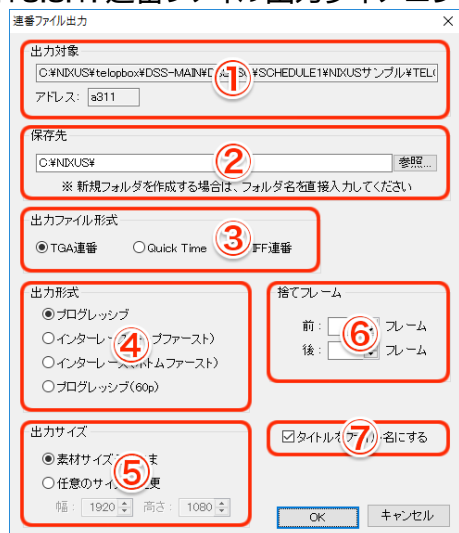 連番ファイル出力
出力対象
C:¥NIXUS¥telopbox¥DSS-MAIN¥ ¥SCHEDULE1¥NIXUSサンプル¥TEL
①
アドレス: a311
保存先
C:¥NIXUS¥
②
参照...
※ 新規フォルダを作成する場合は、フォルダ名を直接入力してください
出力ファイル形式
TGA連番 Quick Time ③ FF連番
出力形式
プログレッシブ
インターレース ップファースト)
④
インターレース ボトムファースト)
プログレッシブ(60p)
捨てフレーム
前: ⑥ フレーム
後: フレーム
出力サイズ
素材サイズ ま
⑤
任意のサイ 更
幅: 1920 高さ: 1080
⑦
タイトルを 名にする
OK キャンセル